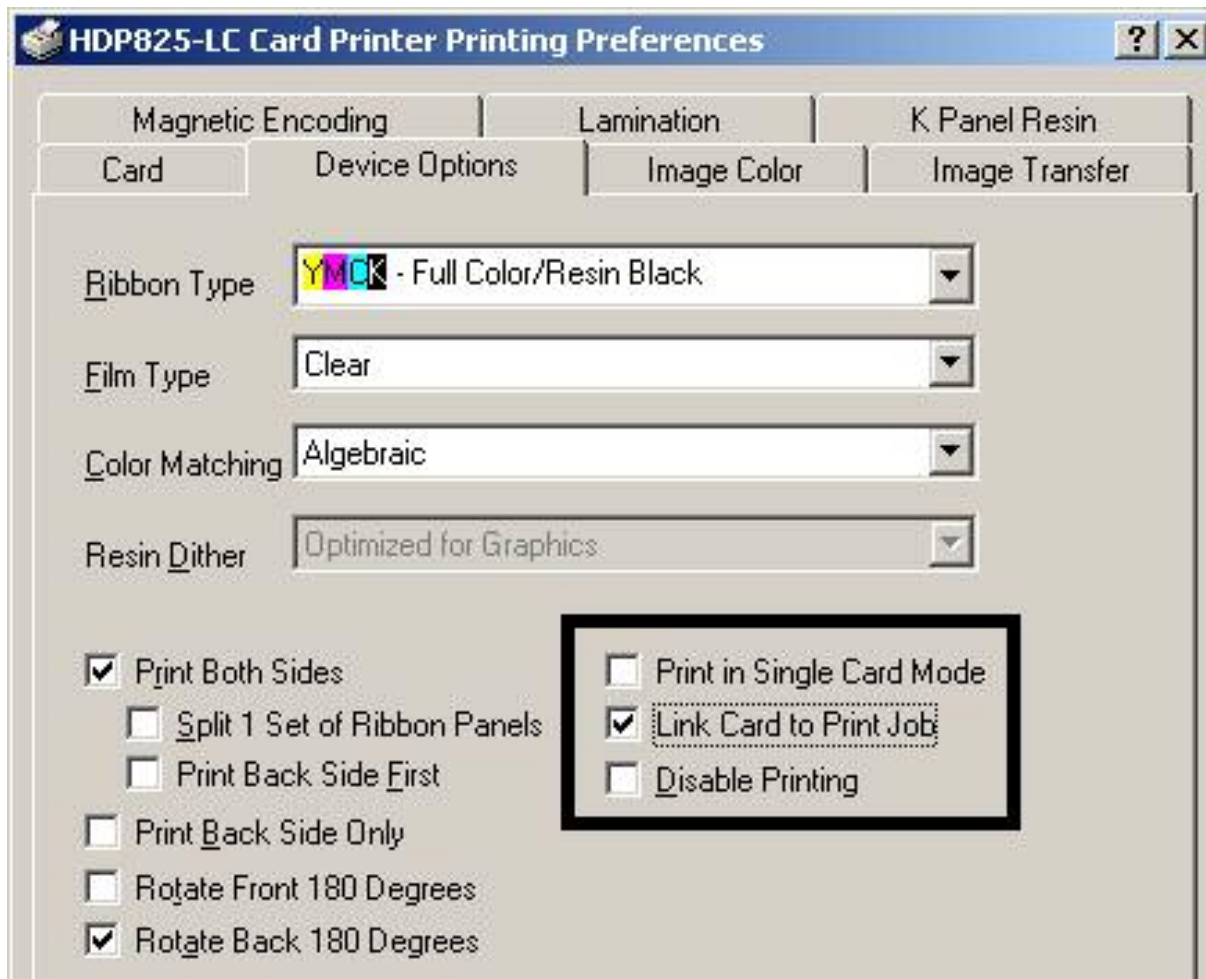 HDP825-LC Card Printer Printing Preferences
Magnetic Encoding Lamination K Panel Resin
Card Device Options Image Color Image Transfer
Ribbon Type YMCK - Full Color/Resin Black
Film Type Clear
Color Matching Algebraic
Resin Dither Optimized for Graphics
Print Both Sides Print in Single Card Mode
Split 1 Set of Ribbon Panels Link Card to Print Job
Print Back Side First Disable Printing
Print Back Side Only
Rotate Front 180 Degrees
Rotate Back 180 Degrees